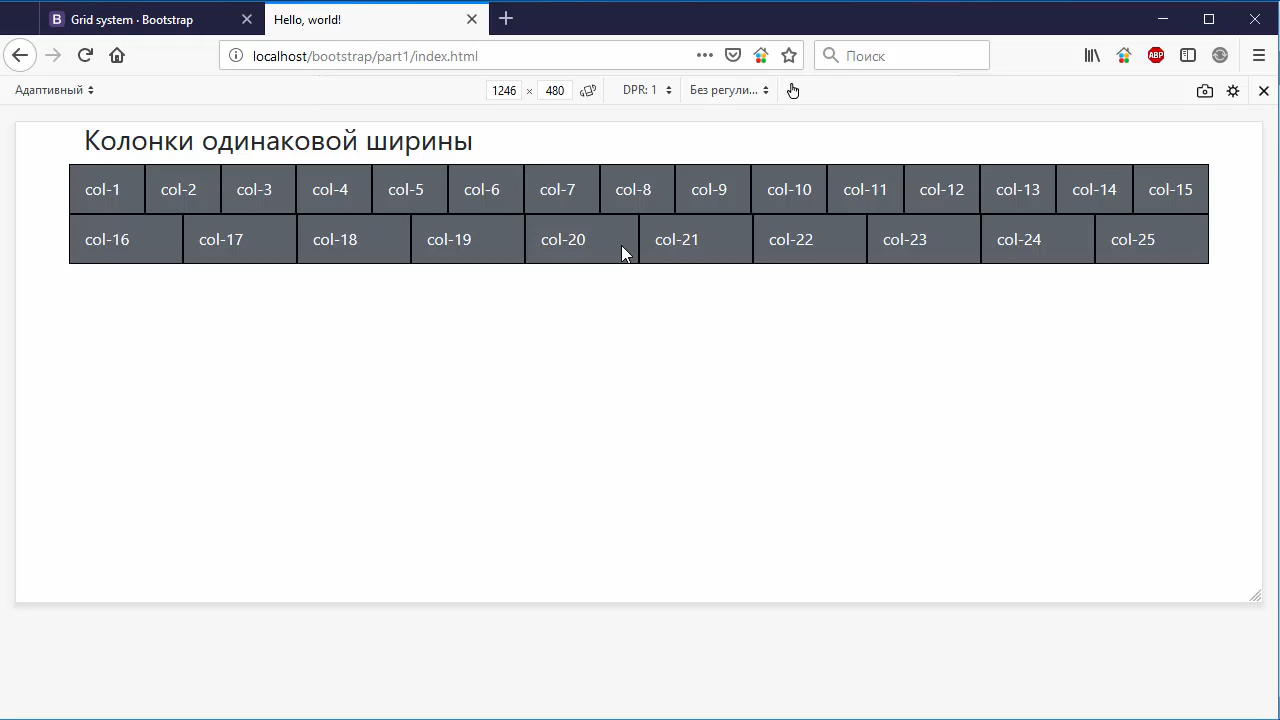 Grid system · Bootstrap
Hello, world!
localhost/bootstrap/part1/index.html
Поиск
ABP
Адаптивный
1246 × 480
DPR: 1
Без регули...
Колонки одинаковой ширины
col-1 col-2 col-3 col-4 col-5 col-6 col-7 col-8 col-9 col-10 col-11 col-12 col-13 col-14 col-15
col-16 col-17 col-18 col-19 col-20 col-21 col-22 col-23 col-24 col-25